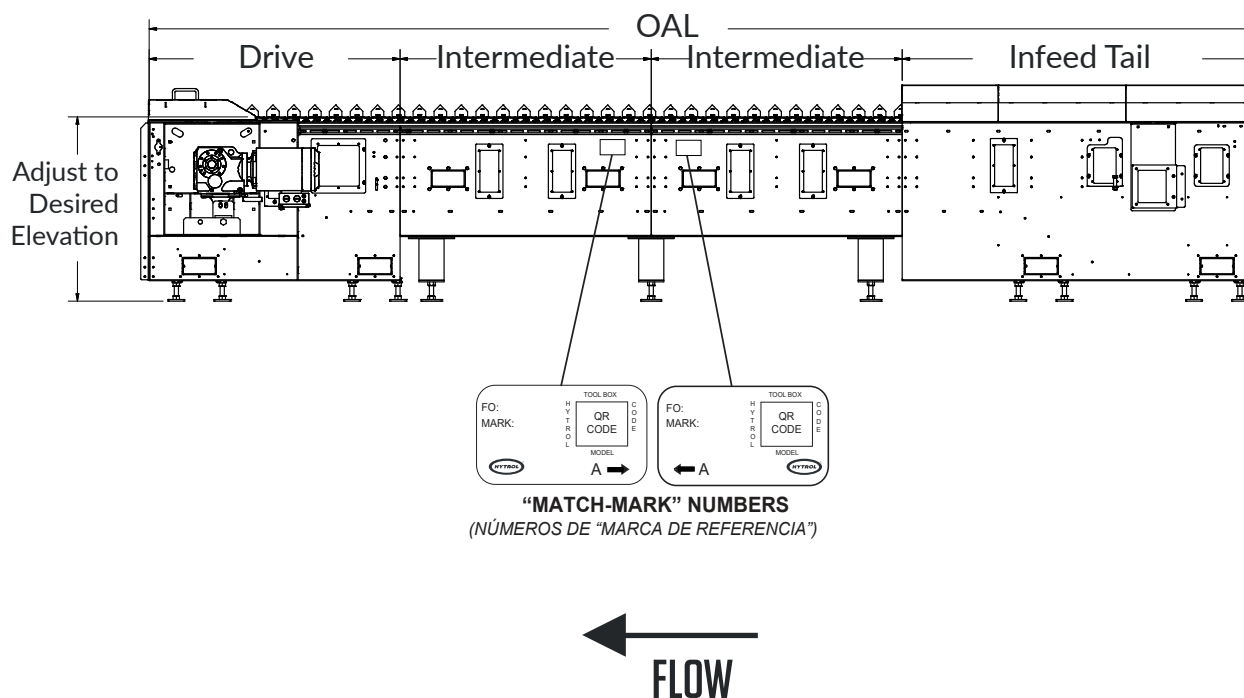 OAL
Drive
Intermediate
Intermediate
Infeed Tail
Adjust to
Desired
Elevation
FO:
MARK:
HYTROL
TOOL BOX
QR
CODE
CODE
MODEL
HYTROL
A
FO:
MARK:
HYTROL
TOOL BOX
QR
CODE
CODE
MODEL
A
HYTROL
“MATCH-MARK” NUMBERS
(NÚMEROS DE “MARCA DE REFERENCIA”)
FLOW